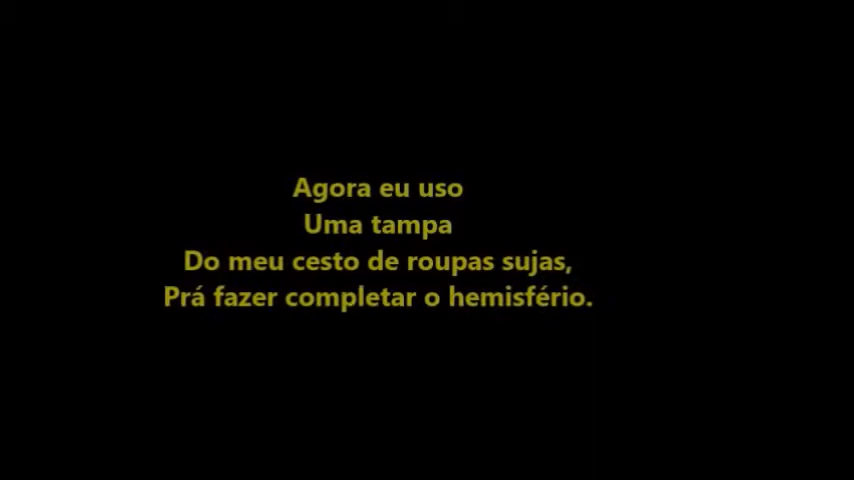 Agora eu uso
Uma tampa
Do meu cesto de roupas sujas,
Prá fazer completar o hemisfério.